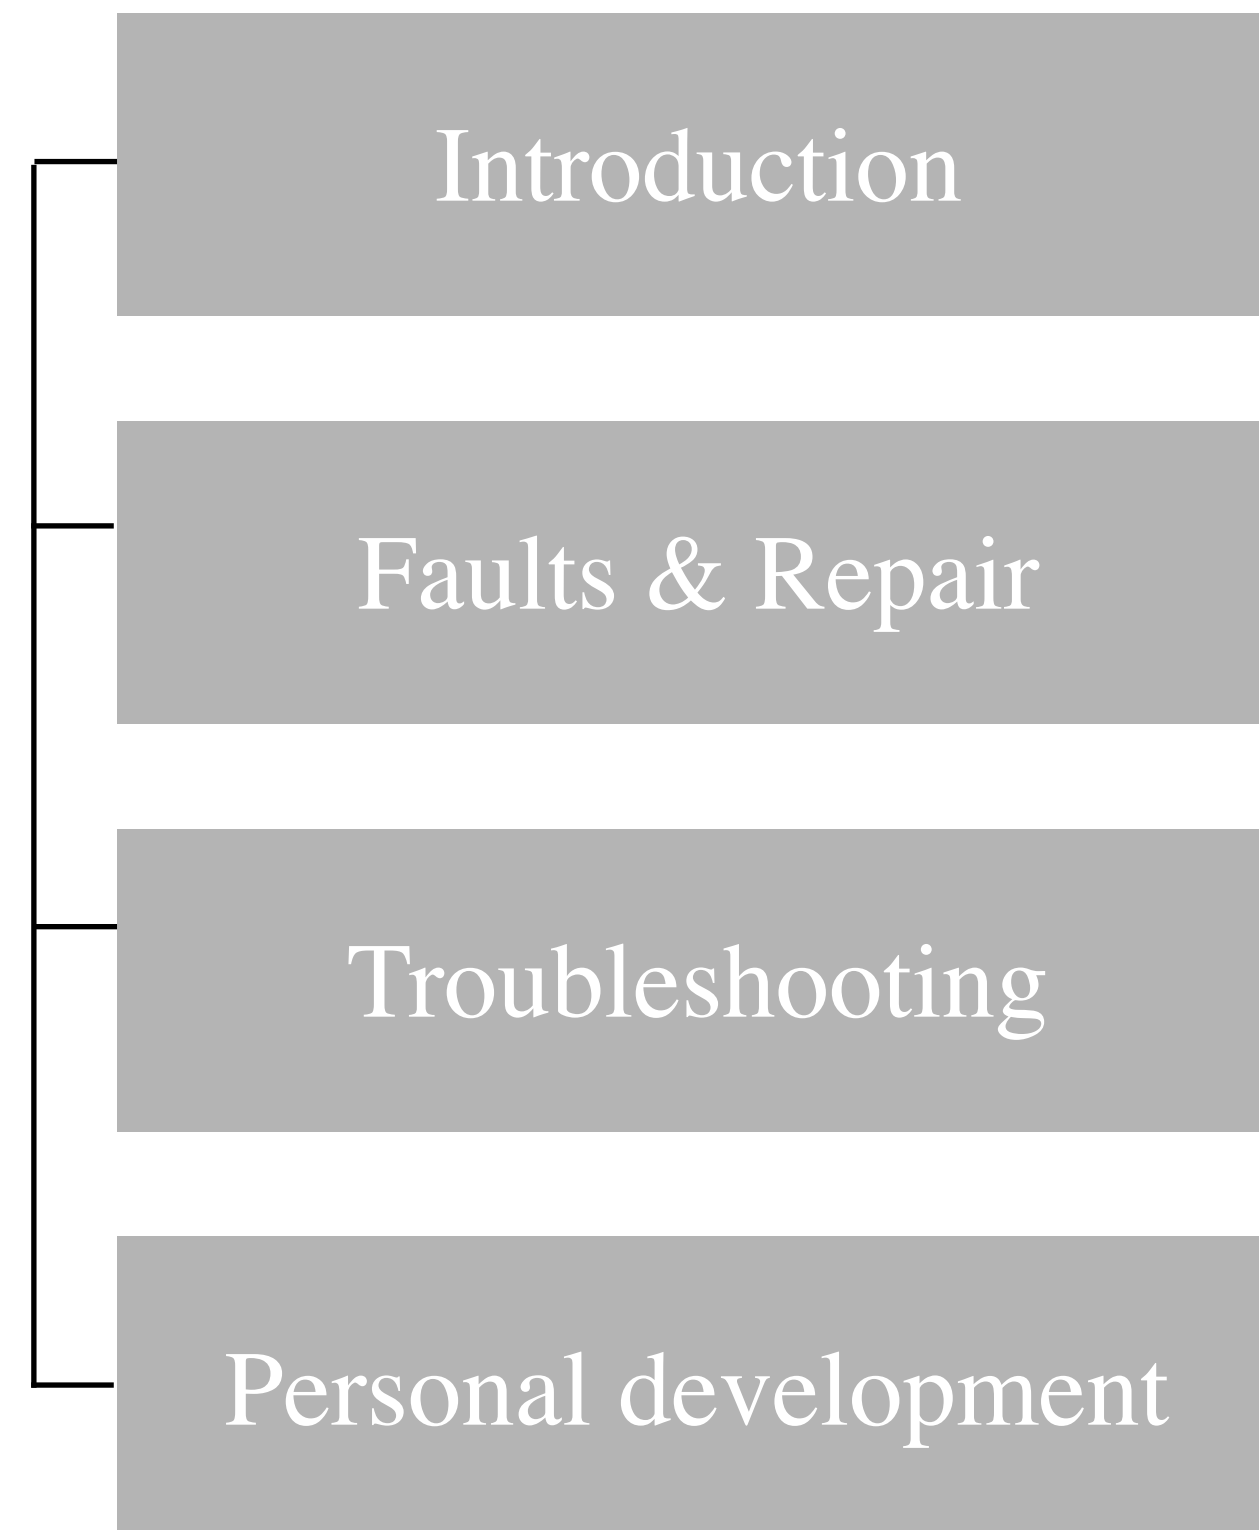 Introduction
Faults & Repair
Troubleshooting
Personal development